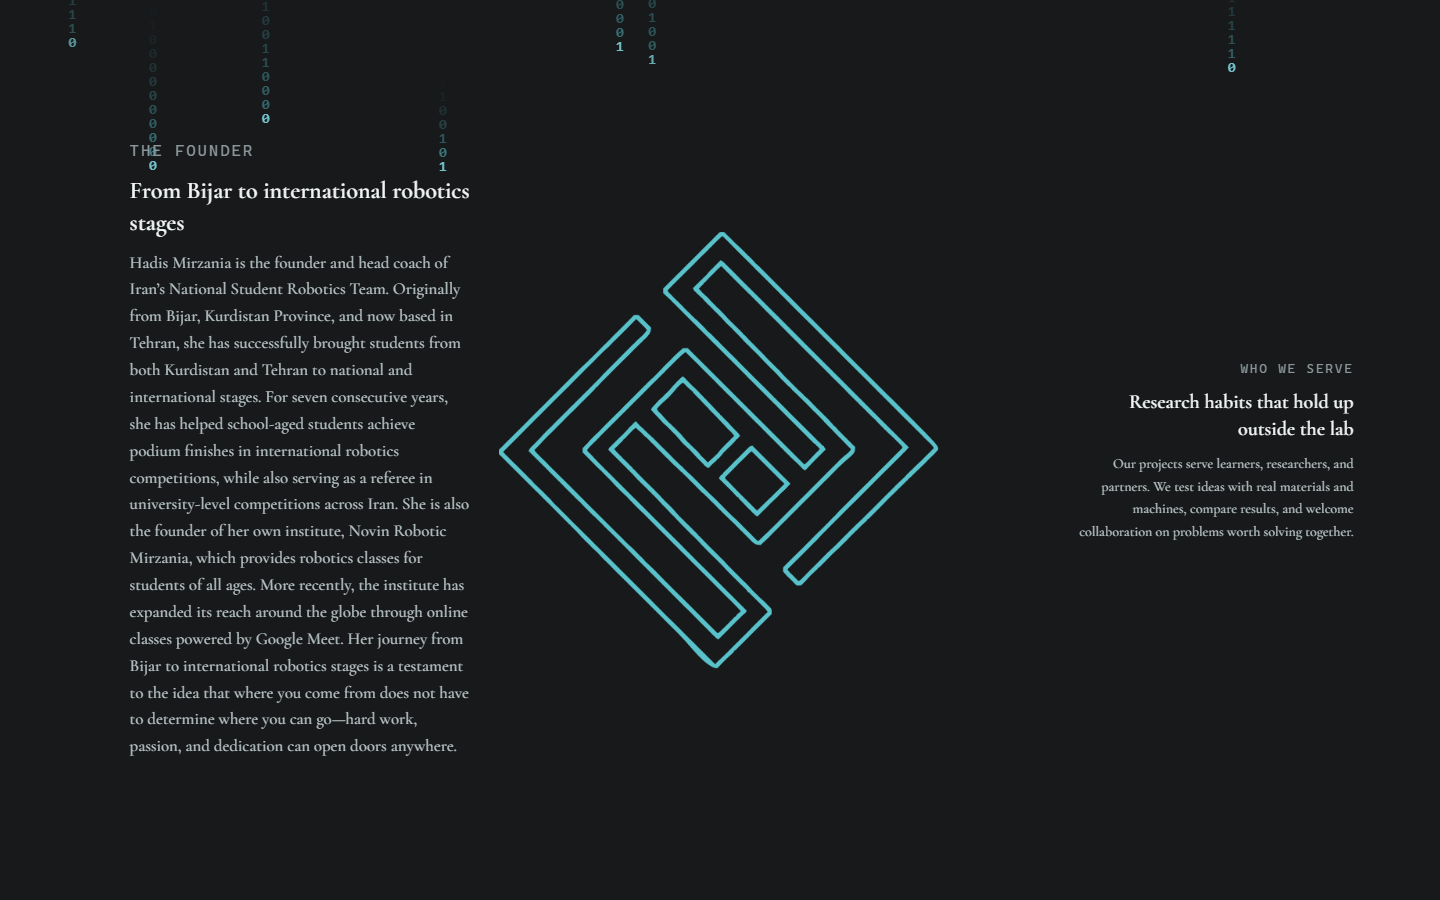 THE FOUNDER
From Bijar to international robotics
stages
Hadis Mirzania is the founder and head coach of
Iran’s National Student Robotics Team. Originally
from Bijar, Kurdistan Province, and now based in
Tehran, she has successfully brought students from
both Kurdistan and Tehran to national and
international stages. For seven consecutive years,
she has helped school-aged students achieve
podium finishes in international robotics
competitions, while also serving as a referee in
university-level competitions across Iran. She is also
the founder of her own institute, Novin Robotic
Mirzania, which provides robotics classes for
students of all ages. More recently, the institute has
expanded its reach around the globe through online
classes powered by Google Meet. Her journey from
Bijar to international robotics stages is a testament
to the idea that where you come from does not have
to determine where you can go—hard work,
passion, and dedication can open doors anywhere.
WHO WE SERVE
Research habits that hold up
outside the lab
Our projects serve learners, researchers, and
partners. We test ideas with real materials and
machines, compare results, and welcome
collaboration on problems worth solving together.